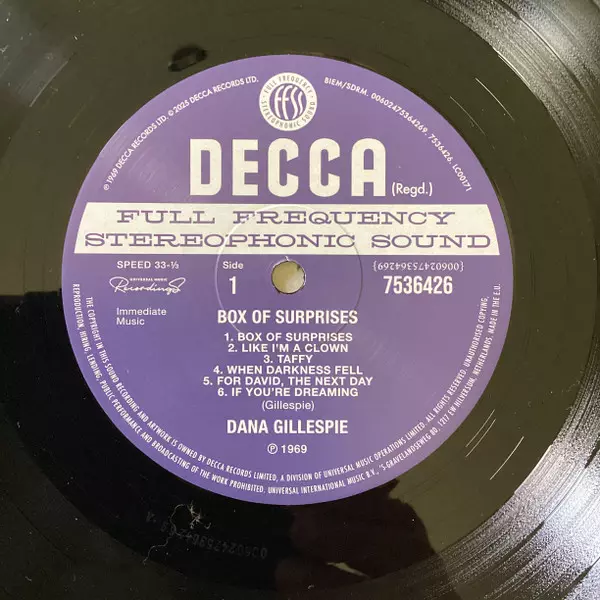 ℗ 1969 DECCA RECORDS LTD. © 2025 DECCA RECORDS LTD.
BIEM/SDRM. 00602475364269. 7536426. LC00171
FULL FREQUENCY
FFSS
STEREOPHONIC SOUND
DECCA (Regd.)
FULL FREQUENCY
STEREOPHONIC SOUND
SPEED 33-⅓
Side
1
{00602475364269}
7536426
UNIVERSAL MUSIC
Recordings
Immediate
Music
BOX OF SURPRISES
1. BOX OF SURPRISES
2. LIKE I'M A CLOWN
3. TAFFY
4. WHEN DARKNESS FELL
5. FOR DAVID, THE NEXT DAY
6. IF YOU'RE DREAMING
(Gillespie)
DANA GILLESPIE
℗ 1969
THE COPYRIGHT IN THIS SOUND RECORDING AND ARTWORK IS OWNED BY DECCA RECORDS LIMITED, A DIVISION OF UNIVERSAL MUSIC OPERATIONS LIMITED. ALL RIGHTS RESERVED. UNAUTHORISED COPYING,
REPRODUCTION, HIRING, LENDING, PUBLIC PERFORMANCE AND BROADCASTING OF THE WORK PROHIBITED. UNIVERSAL INTERNATIONAL MUSIC B.V., 'S-GRAVELANDSEWEG 80, 1217 EW HILVERSUM, NETHERLANDS. MADE IN THE E.U.